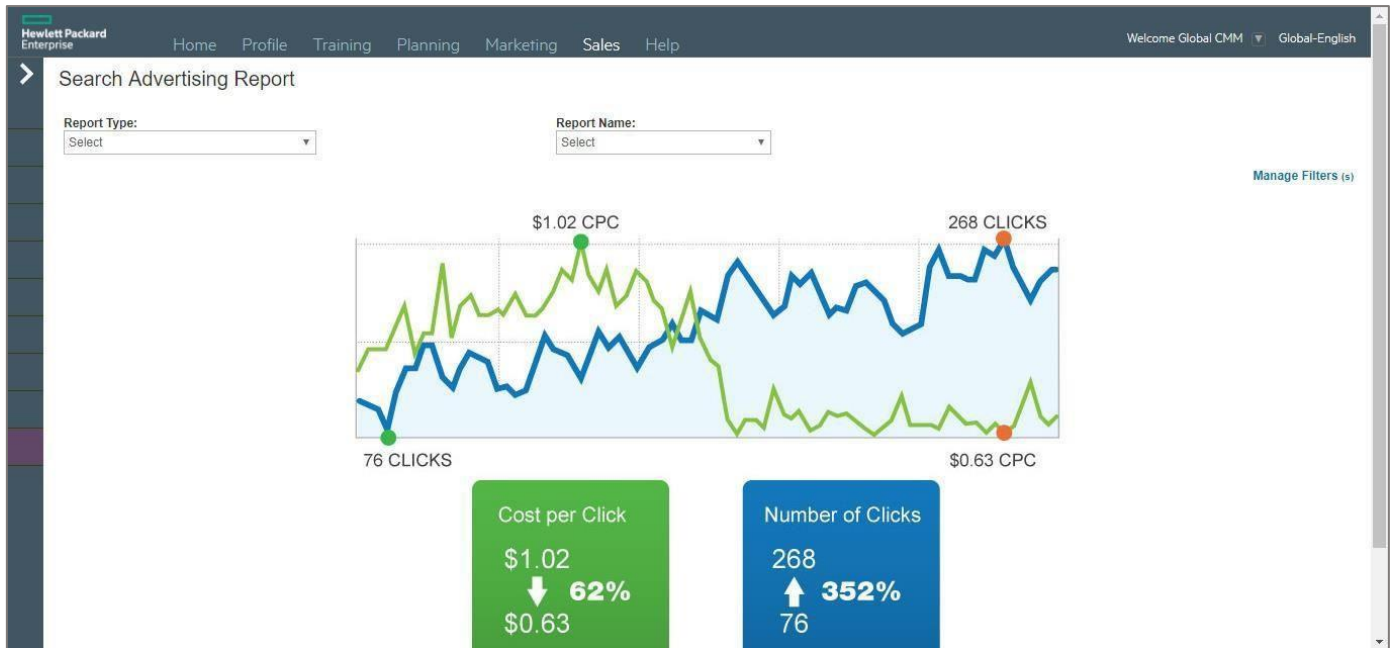 Hewlett Packard
Enterprise
Home Profile Training Planning Marketing Sales Help
Welcome Global CMM Global-English
Search Advertising Report
Report Type:
Select
Report Name:
Select
Manage Filters (s)
$1.02 CPC
268 CLICKS
76 CLICKS
$0.63 CPC
Cost per Click
$1.02
62%
$0.63
Number of Clicks
268
352%
76